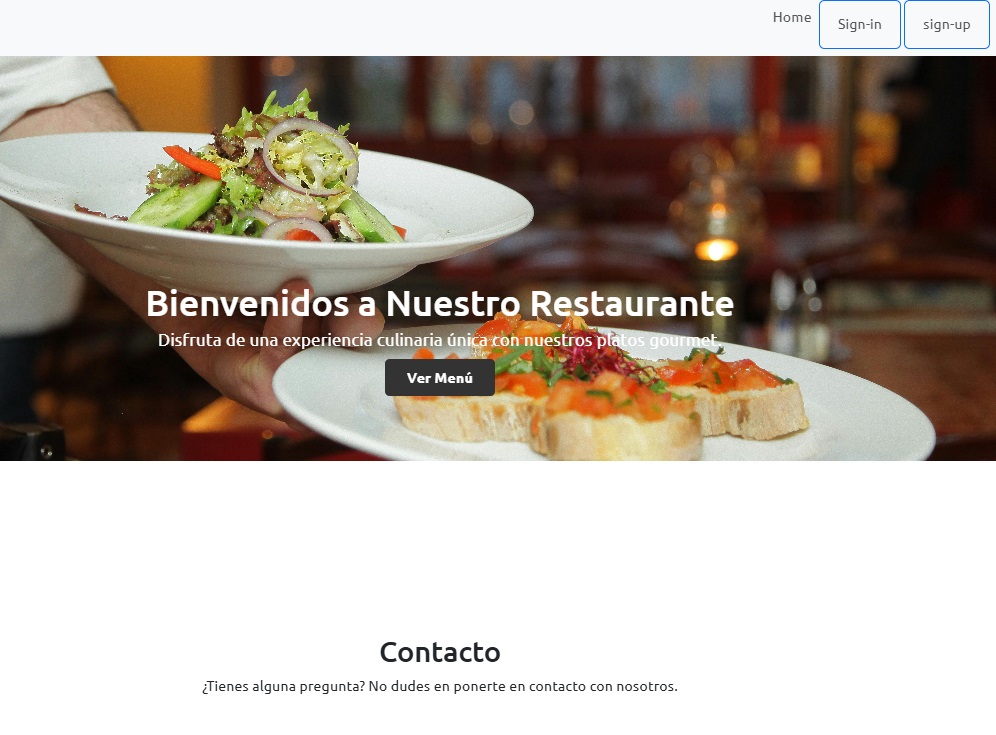 Home Sign-in sign-up
Bienvenidos a Nuestro Restaurante
Disfruta de una experiencia culinaria única con nuestros platos gourmet.
Ver Menú
Contacto
¿Tienes alguna pregunta? No dudes en ponerte en contacto con nosotros.